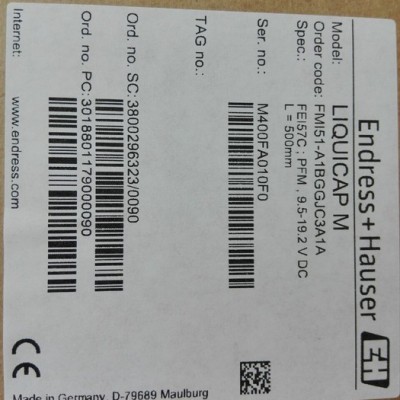 Endress+Hauser EH
Model: LIQUICAP M
Order code: FMI51-A1BGGJC3A1A
Spec.: FEI57C ; PFM , 9.5-19.2 V DC
L = 500mm
Ser. no.: M400FA010F0
TAG no.:
Ord. no. SC: 3800296323/0090
Ord. no. PC: 3018801179000090
Internet: www.endress.com
CE
Made in Germany, D-79689 Maulburg